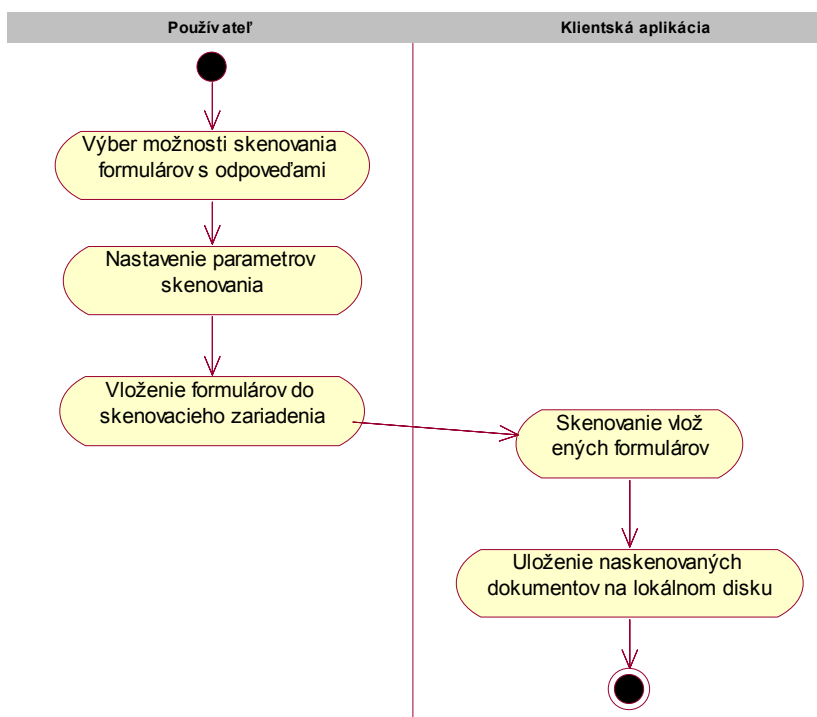 Používateľ
Klientská aplikácia
Výber možnosti skenovania
formulárov s odpoveďami
Nastavenie parametrov
skenovania
Vloženie formulárov do
skenovacieho zariadenia
Skenovanie vlož
ených formulárov
Uloženie naskenovaných
dokumentov na lokálnom disku